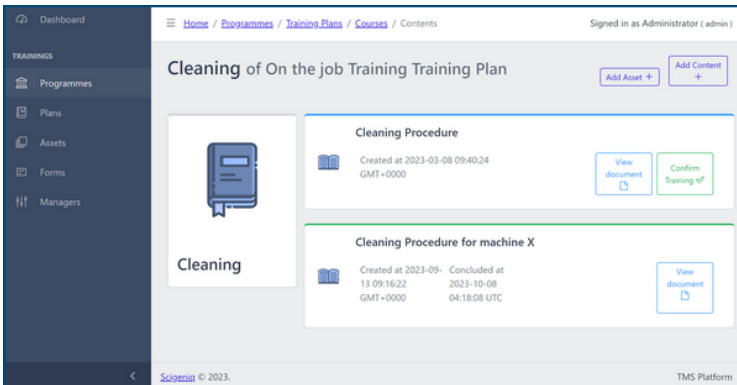 Dashboard
TRAININGS
Programmes
Plans
Assets
Forms
Managers
Home / Programmes / Training Plans / Courses / Contents
Signed in as Administrator ( admin )
Cleaning of On the job Training Training Plan
Add Asset +
Add Content
+
Cleaning
Cleaning Procedure
Created at 2023-03-08 09:40:24
GMT+0000
View
document
Confirm
Training
Cleaning Procedure for machine X
Created at 2023-09-
13 09:16:22
GMT+0000
Concluded at
2023-10-08
04:18:08 UTC
View
document
Scigeniq © 2023.
TMS Platform